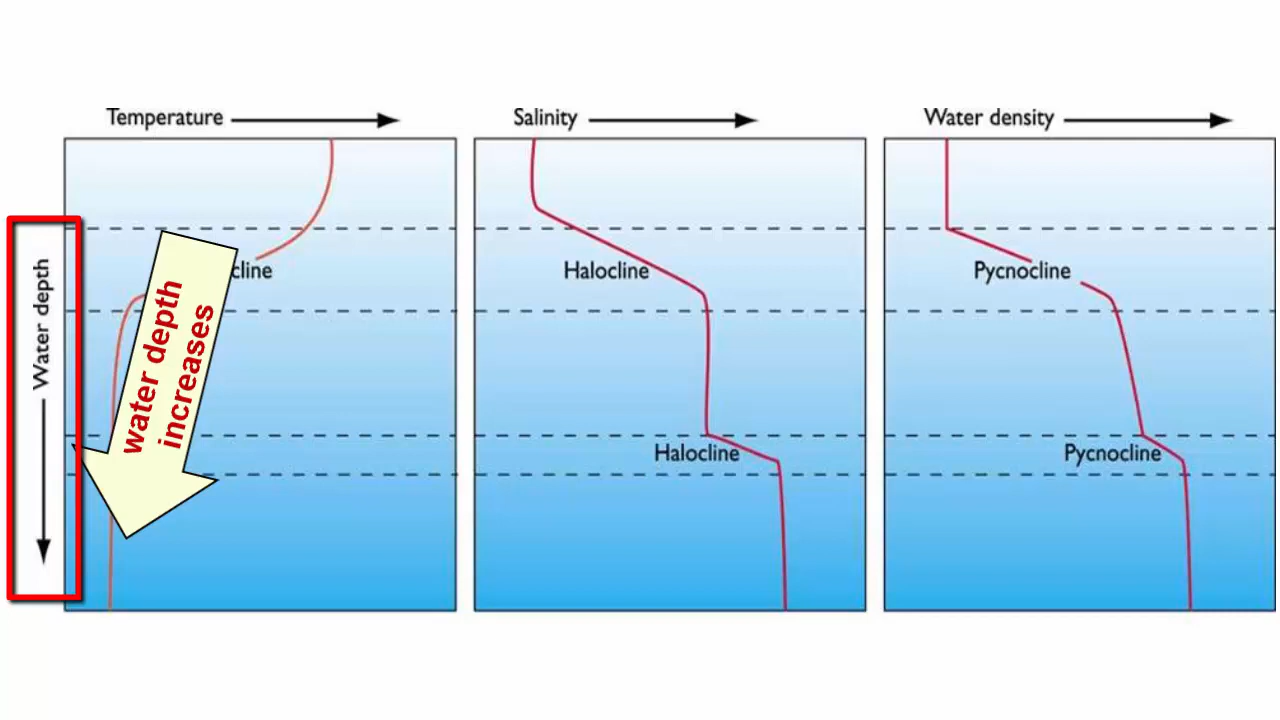 Temperature
Salinity
Water density
Water depth
water depth
increases
cline
Halocline
Pycnocline
Halocline
Pycnocline